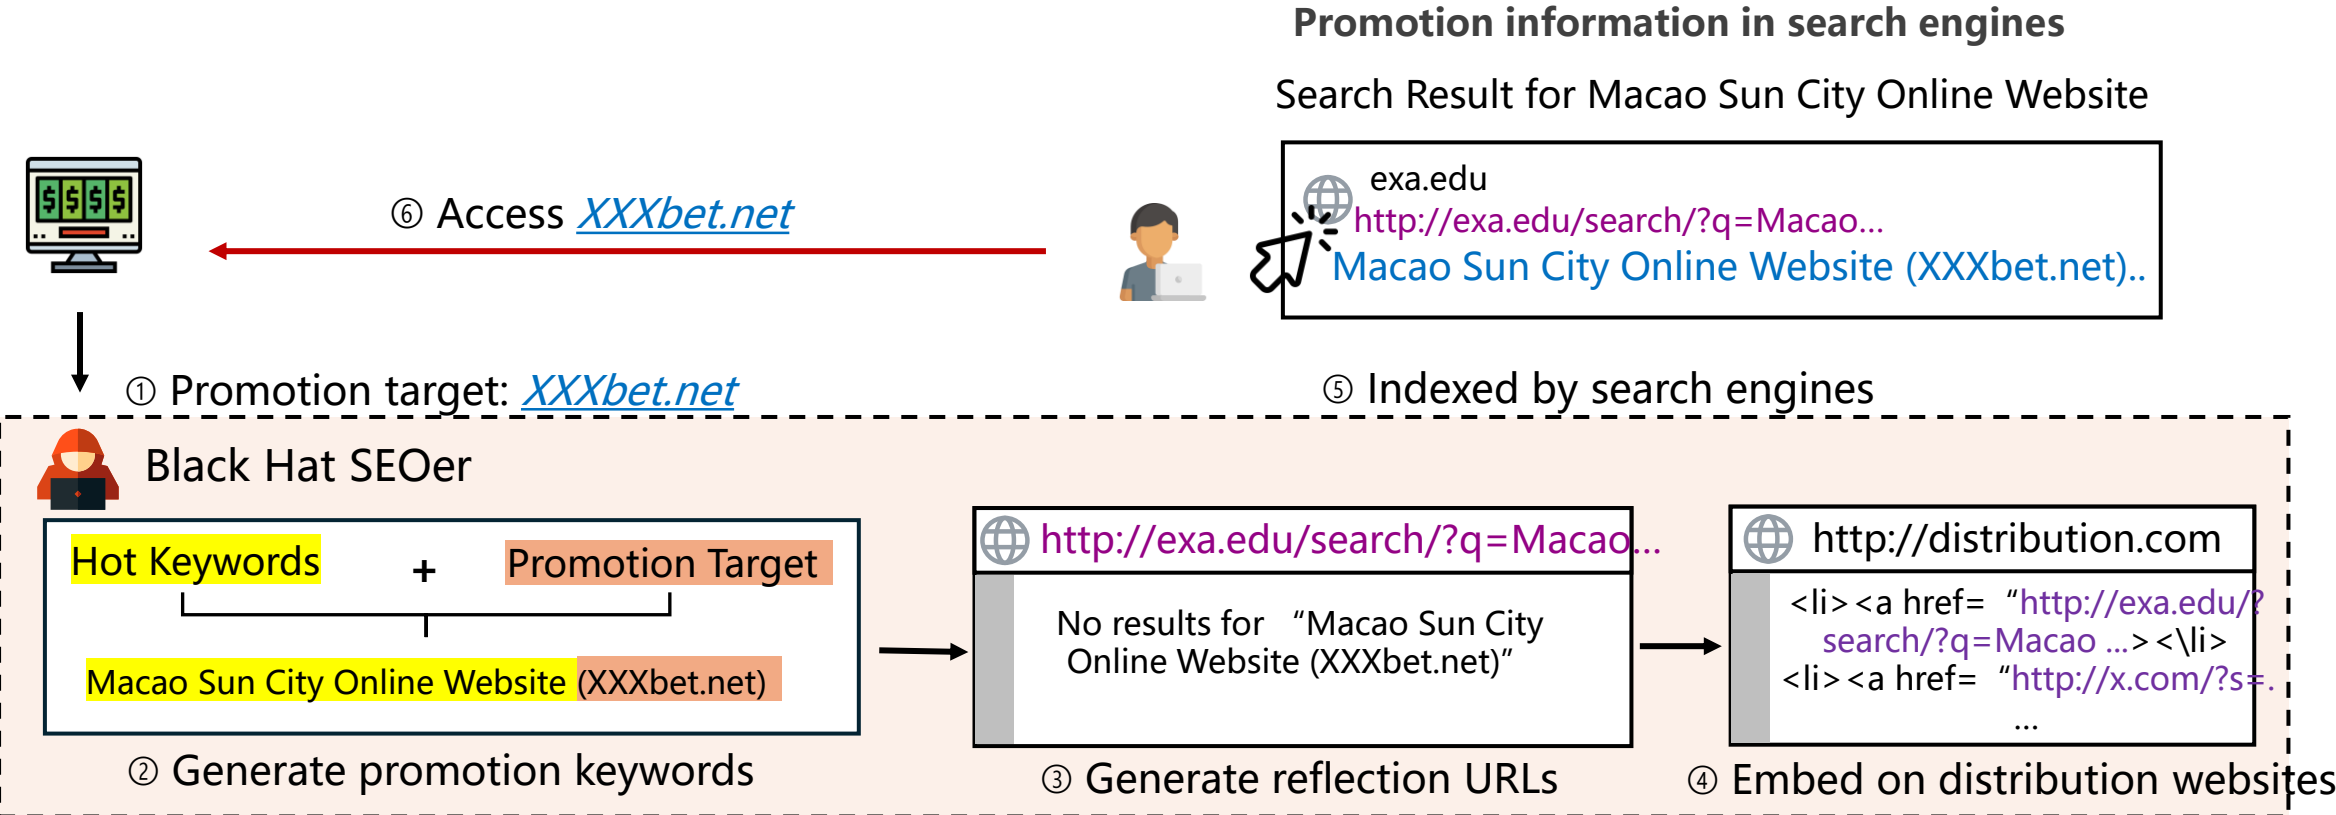 Promotion information in search engines
Search Result for Macao Sun City Online Website
exa.edu
http://exa.edu/search/?q=Macao...
Macao Sun City Online Website (XXXbet.net)..
⑥ Access XXXbet.net
① Promotion target: XXXbet.net
⑤ Indexed by search engines
Black Hat SEOer
Hot Keywords + Promotion Target
Macao Sun City Online Website (XXXbet.net)
② Generate promotion keywords
http://exa.edu/search/?q=Macao...
No results for “Macao Sun City
Online Website (XXXbet.net)”
③ Generate reflection URLs
http://distribution.com
<li><a href= “http://exa.edu/?
search/?q=Macao ...><\li>
<li><a href= “http://x.com/?s=.
...
④ Embed on distribution websites